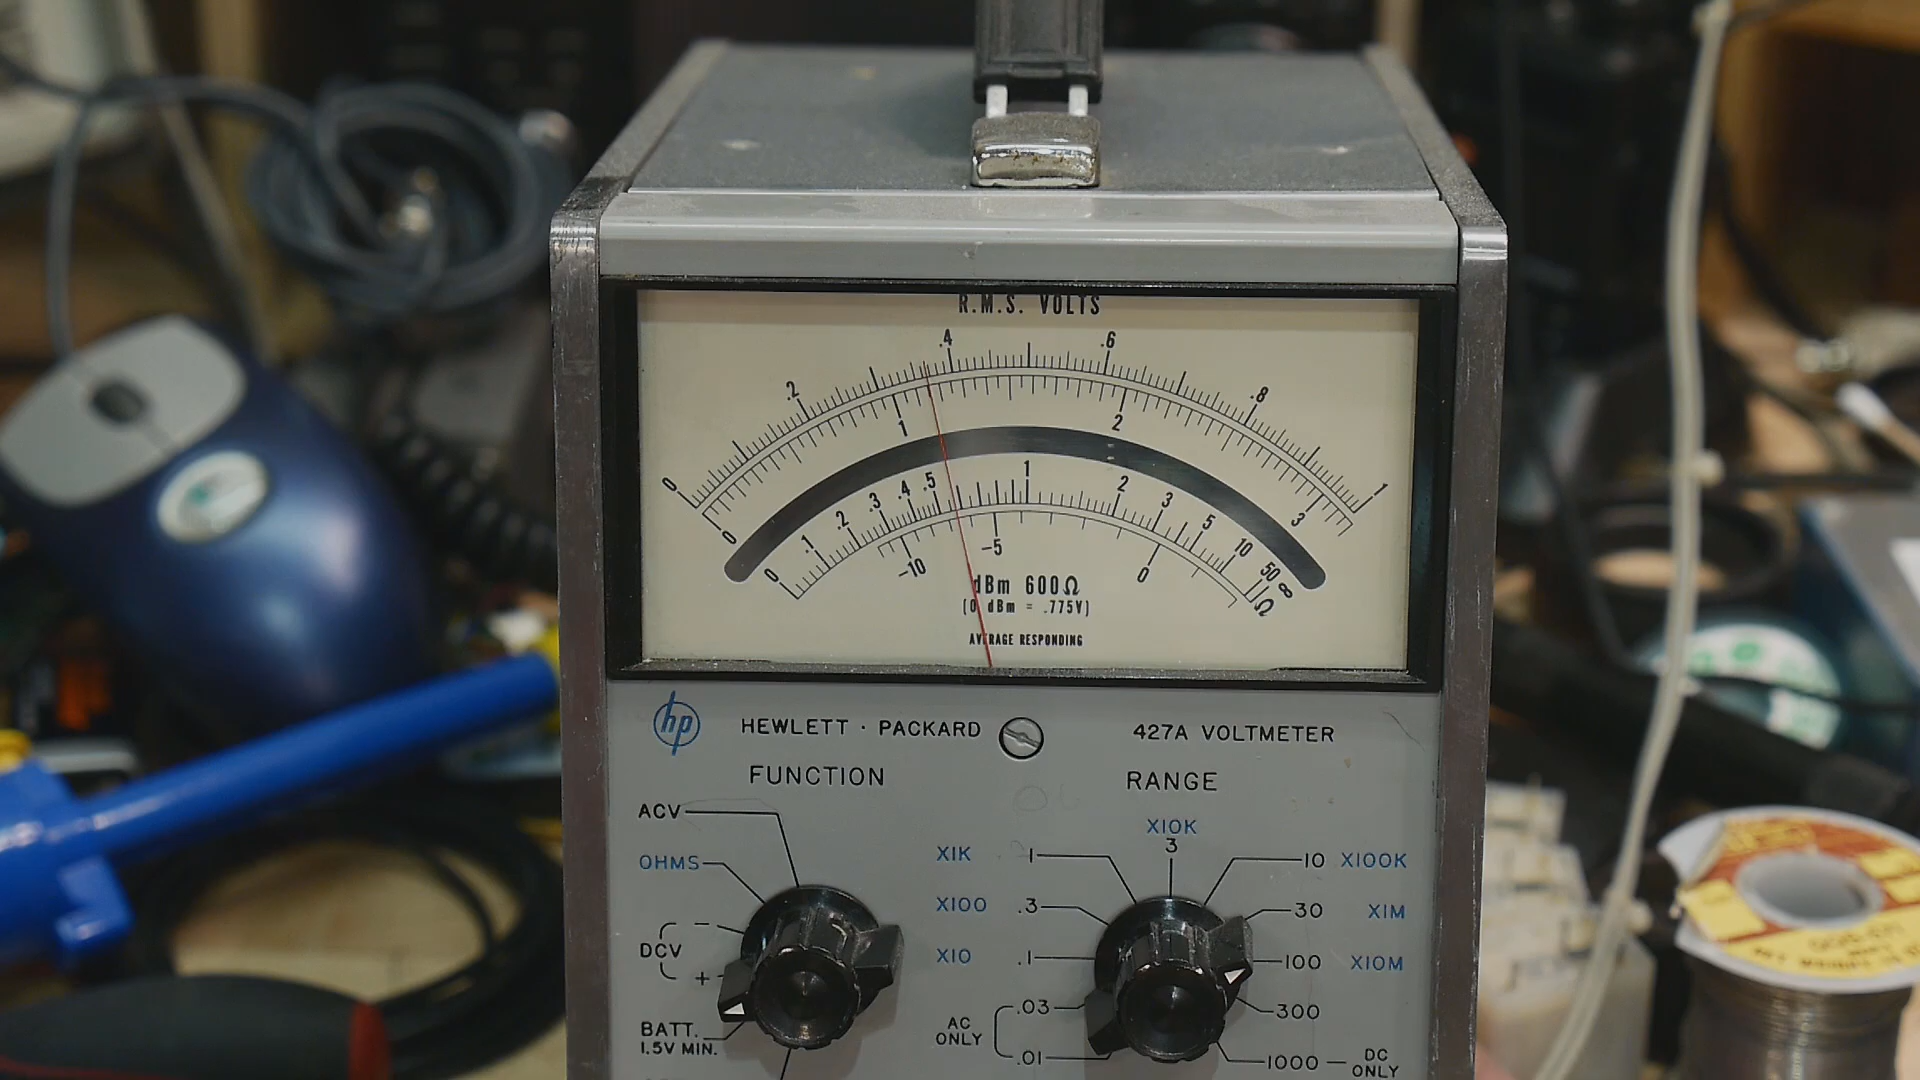 R.M.S. VOLTS
.4 .6
.2 .8
0 1 2 1
0 .1 .2 .3 .4 .5 1 2 3 5 10 50 ∞ 3
0 -10 -5 0 Ω
dBm 600Ω
(0 dBm = .775V)
AVERAGE RESPONDING
hp HEWLETT · PACKARD 427A VOLTMETER
FUNCTION RANGE
X10K
ACV 3
X1K 1 10 X100K
OHMS
X100 .3 30 X1M
-
DCV X10 .1 100 X10M
+
.03 300
BATT. AC
1.5V MIN. ONLY
.01 1000 DC
ONLY